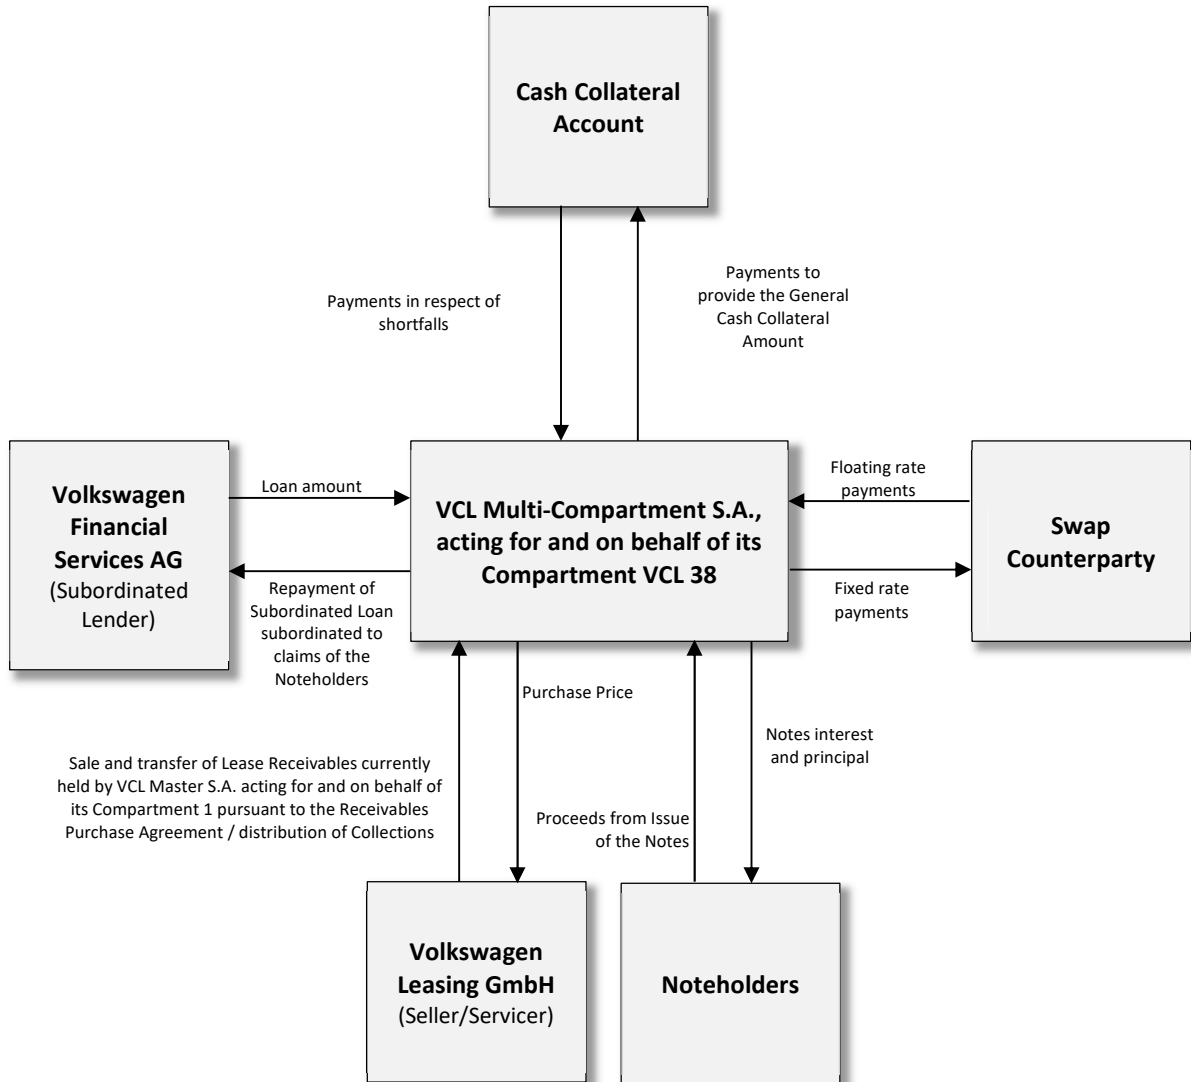 Cash Collateral
Account
Payments in respect of
shortfalls
Payments to
provide the General
Cash Collateral
Amount
Volkswagen
Financial
Services AG
(Subordinated
Lender)
Loan amount
Repayment of
Subordinated Loan
subordinated to
claims of the
Noteholders
VCL Multi-Compartment S.A.,
acting for and on behalf of its
Compartment VCL 38
Floating rate
payments
Fixed rate
payments
Swap
Counterparty
Sale and transfer of Lease Receivables currently
held by VCL Master S.A. acting for and on behalf of
its Compartment 1 pursuant to the Receivables
Purchase Agreement / distribution of Collections
Purchase Price
Proceeds from Issue
of the Notes
Notes interest
and principal
Volkswagen
Leasing GmbH
(Seller/Servicer)
Noteholders